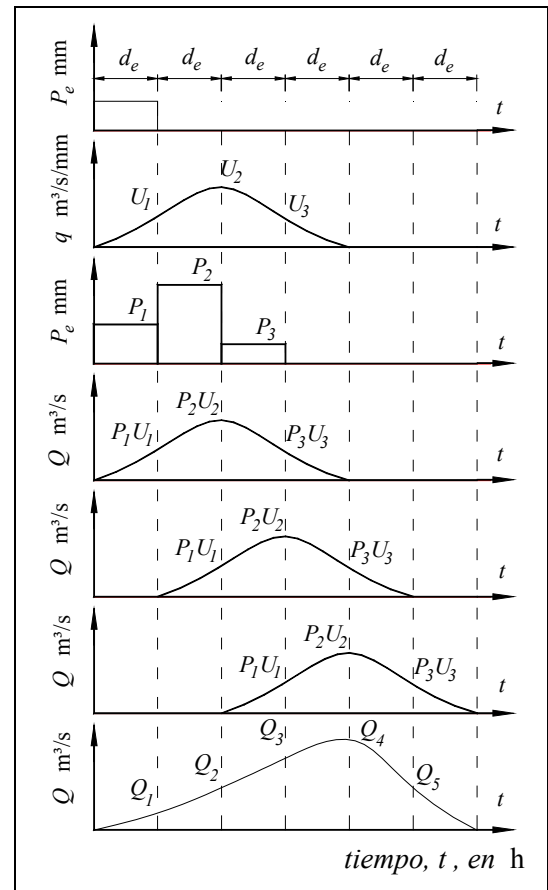 d_e d_e d_e d_e d_e d_e
P_e mm
t
q m³/s/mm
U_1 U_2 U_3
t
P_e mm
P_1 P_2 P_3
t
Q m³/s
P_1U_1 P_2U_2 P_3U_3
t
Q m³/s
P_1U_1 P_2U_2 P_3U_3
t
Q m³/s
P_1U_1 P_2U_2 P_3U_3
t
Q m³/s
Q_1 Q_2 Q_3 Q_4 Q_5
t
tiempo, t , en h